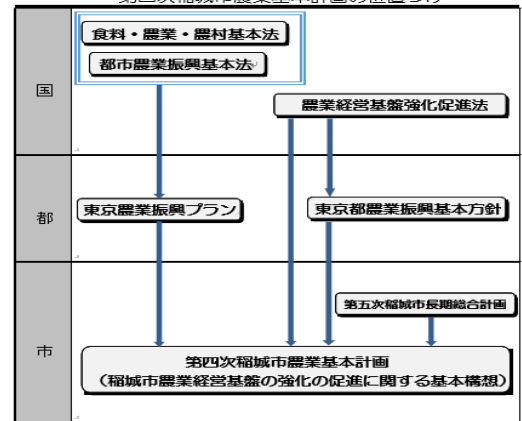 国
食料・農業・農村基本法
都市農業振興基本法
農業経営基盤強化促進法
都
東京農業振興プラン
東京都農業振興基本方針
市
第五次稲城市長期総合計画
第四次稲城市農業基本計画
（稲城市農業経営基盤の強化の促進に関する基本構想）